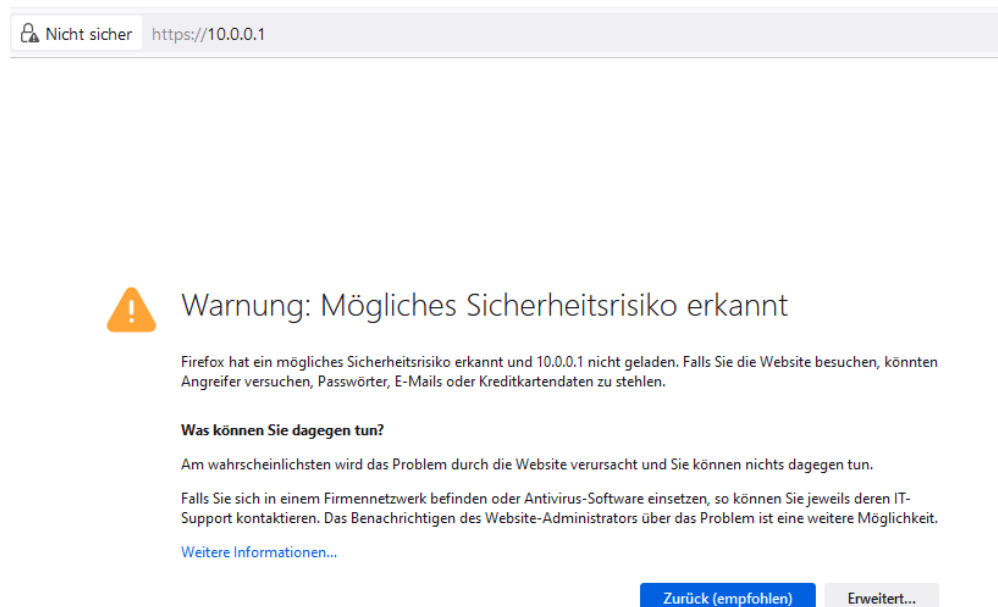 Nicht sicher https://10.0.0.1
Warnung: Mögliches Sicherheitsrisiko erkannt
Firefox hat ein mögliches Sicherheitsrisiko erkannt und 10.0.0.1 nicht geladen. Falls Sie die Website besuchen, könnten
Angreifer versuchen, Passwörter, E-Mails oder Kreditkartendaten zu stehlen.
Was können Sie dagegen tun?
Am wahrscheinlichsten wird das Problem durch die Website verursacht und Sie können nichts dagegen tun.
Falls Sie sich in einem Firmennetzwerk befinden oder Antivirus-Software einsetzen, so können Sie jeweils deren IT-
Support kontaktieren. Das Benachrichtigen des Website-Administrators über das Problem ist eine weitere Möglichkeit.
Weitere Informationen...
Zurück (empfohlen) Erweitert...